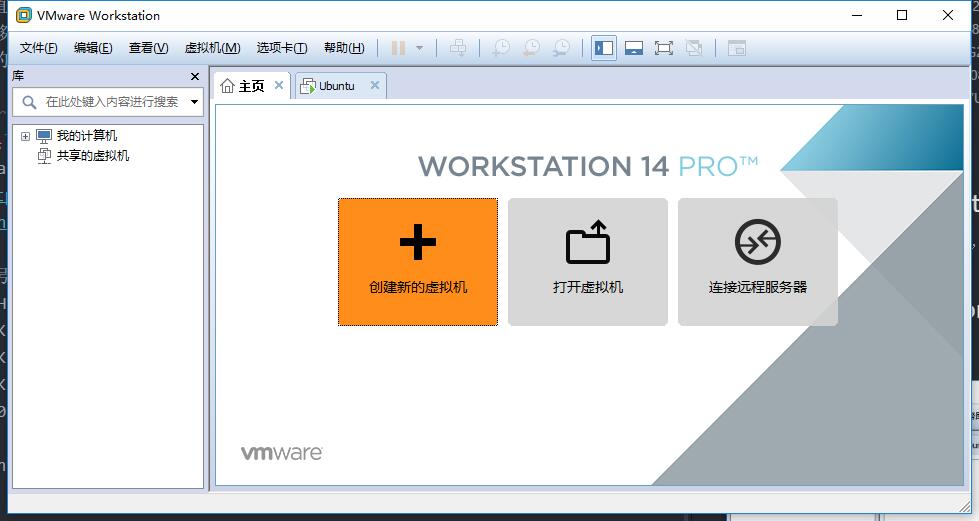 VMware Workstation
文件(F) 编辑(E) 查看(V) 虚拟机(M) 选项卡(T) 帮助(H)
库
在此处键入内容进行搜索
我的计算机
共享的虚拟机
主页 Ubuntu
WORKSTATION 14 PRO™
创建新的虚拟机 打开虚拟机 连接远程服务器
vmware